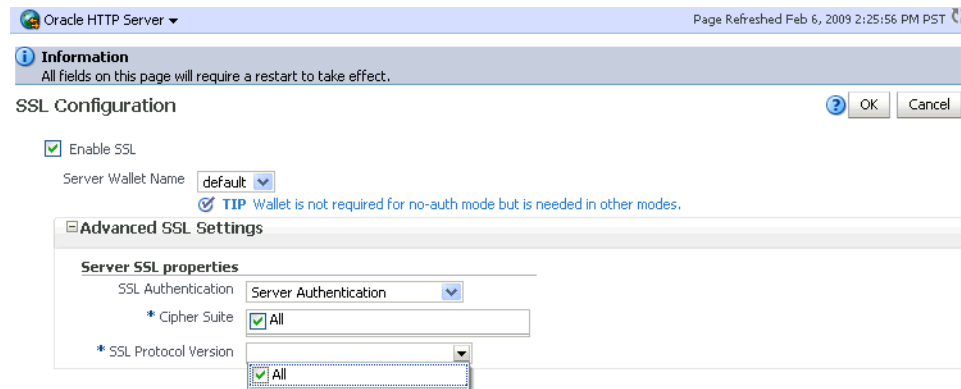 Oracle HTTP Server
Page Refreshed Feb 6, 2009 2:25:56 PM PST
Information
All fields on this page will require a restart to take effect.
SSL Configuration
OK
Cancel
Enable SSL
Server Wallet Name
default
TIP Wallet is not required for no-auth mode but is needed in other modes.
Advanced SSL Settings
Server SSL properties
SSL Authentication
Server Authentication
* Cipher Suite
All
* SSL Protocol Version
All